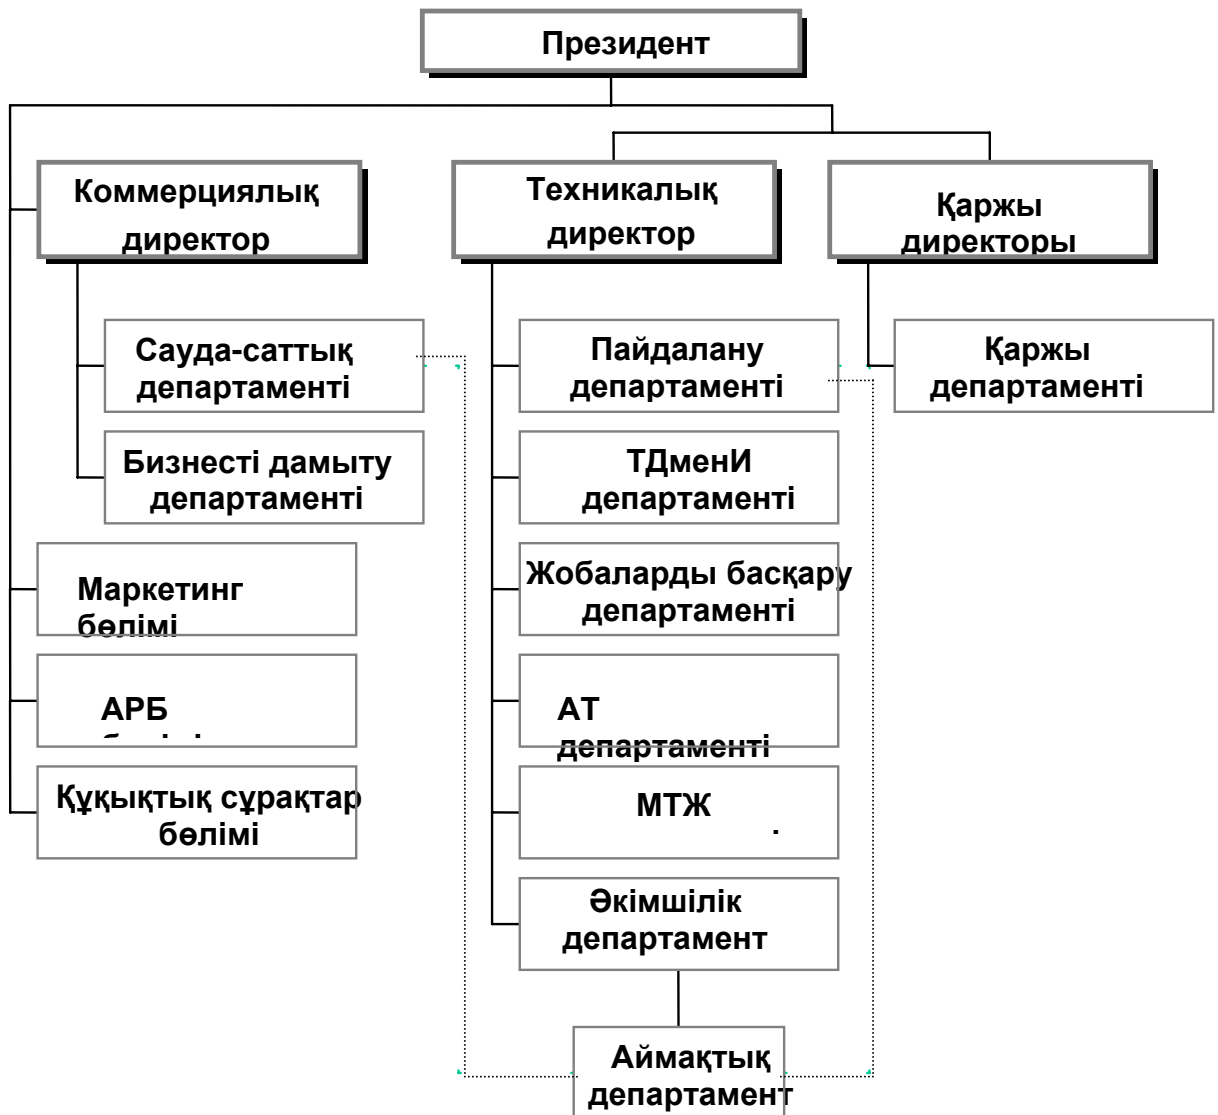 Президент
Коммерциялық
директор
Техникалық
директор
Қаржы
директоры
Сауда-саттық
департаменті
Пайдалану
департаменті
Қаржы
департаменті
Бизнесті дамыту
департаменті
ТДменИ
департаменті
Маркетинг
бөлімі
Жобаларды басқару
департаменті
АРБ
АТ
департаменті
Құқықтық сұрақтар
бөлімі
МТЖ
Әкімшілік
департамент
Аймақтық
департамент